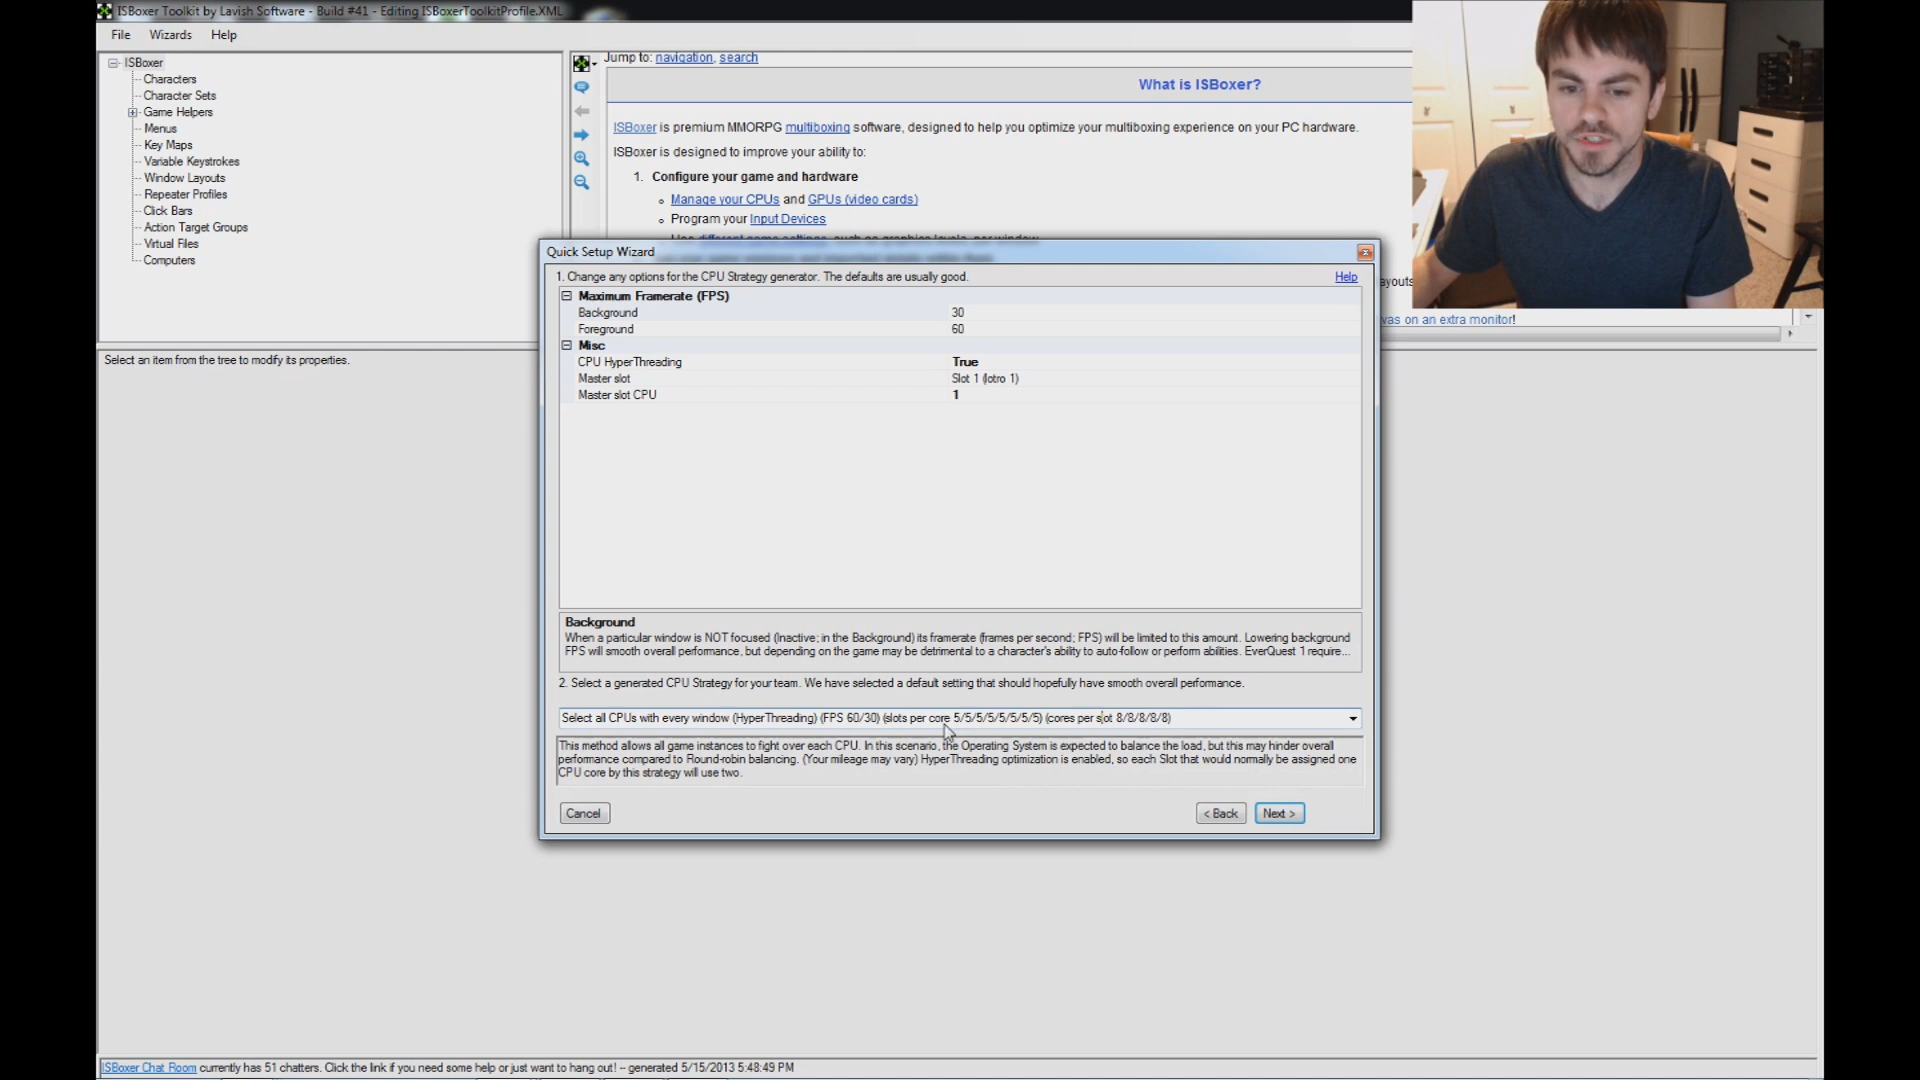 ISBoxer Toolkit by Lavish Software - Build #41 - Editing ISBoxerToolkitProfile.XML
File Wizards Help
ISBoxer
Characters
Character Sets
Game Helpers
Menus
Key Maps
Variable Keystrokes
Window Layouts
Repeater Profiles
Click Bars
Action Target Groups
Virtual Files
Computers
Jump to: navigation, search
What is ISBoxer?
ISBoxer is premium MMORPG multiboxing software, designed to help you optimize your multiboxing experience on your PC hardware.
ISBoxer is designed to improve your ability to:
1. Configure your game and hardware
Manage your CPUs and GPUs (video cards)
Program your Input Devices
ayouts
vas on an extra monitor!
Select an item from the tree to modify its properties.
Quick Setup Wizard
1. Change any options for the CPU Strategy generator. The defaults are usually good. Help
Maximum Framerate (FPS)
Background 30
Foreground 60
Misc
CPU HyperThreading True
Master slot Slot 1 (lotro 1)
Master slot CPU 1
Background
When a particular window is NOT focused (Inactive; in the Background) its framerate (frames per second; FPS) will be limited to this amount. Lowering background
FPS will smooth overall performance, but depending on the game may be detrimental to a character's ability to auto-follow or perform abilities. EverQuest 1 require...
2. Select a generated CPU Strategy for your team. We have selected a default setting that should hopefully have smooth overall performance.
Select all CPUs with every window (HyperThreading) (FPS 60/30) (slots per core 5/5/5/5/5/5/5/5) (cores per slot 8/8/8/8/8)
This method allows all game instances to fight over each CPU. In this scenario, the Operating System is expected to balance the load, but this may hinder overall
performance compared to Round-robin balancing. (Your mileage may vary) HyperThreading optimization is enabled, so each Slot that would normally be assigned one
CPU core by this strategy will use two.
Cancel < Back Next >
ISBoxer Chat Room currently has 51 chatters. Click the link if you need some help or just want to hang out! -- generated 5/15/2013 5:48:49 PM